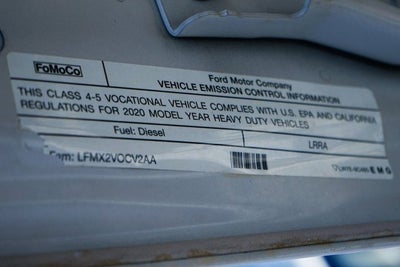 FoMoCo
Ford Motor Company
VEHICLE EMISSION CONTROL INFORMATION
THIS CLASS 4-5 VOCATIONAL VEHICLE COMPLIES WITH U.S. EPA AND CALIFORNIA
REGULATIONS FOR 2020 MODEL YEAR HEAVY DUTY VEHICLES
Fuel: Diesel LRRA
Fam: LFMX2VOCV2AA
E M G